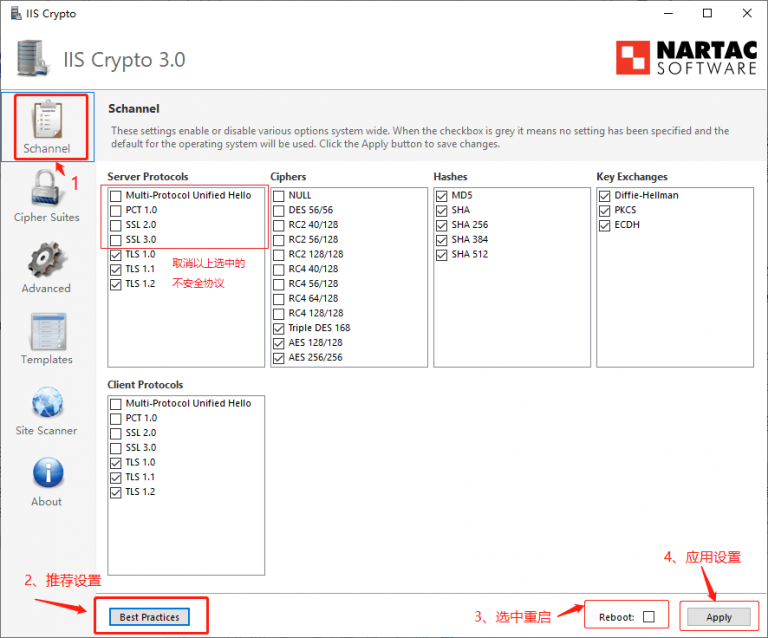 IIS Crypto
IIS Crypto 3.0
NARTAC
SOFTWARE
Schannel
1
Cipher Suites
Advanced
Templates
Site Scanner
About
Schannel
These settings enable or disable various options system wide. When the checkbox is grey it means no setting has been specified and the
default for the operating system will be used. Click the Apply button to save changes.
Server Protocols
Multi-Protocol Unified Hello
PCT 1.0
SSL 2.0
SSL 3.0
TLS 1.0
TLS 1.1
TLS 1.2
取消以上选中的
不安全协议
Ciphers
NULL
DES 56/56
RC2 40/128
RC2 56/128
RC2 128/128
RC4 40/128
RC4 56/128
RC4 64/128
RC4 128/128
Triple DES 168
AES 128/128
AES 256/256
Hashes
MD5
SHA
SHA 256
SHA 384
SHA 512
Key Exchanges
Diffie-Hellman
PKCS
ECDH
Client Protocols
Multi-Protocol Unified Hello
PCT 1.0
SSL 2.0
SSL 3.0
TLS 1.0
TLS 1.1
TLS 1.2
2、推荐设置
Best Practices
3、选中重启
Reboot:
4、应用设置
Apply